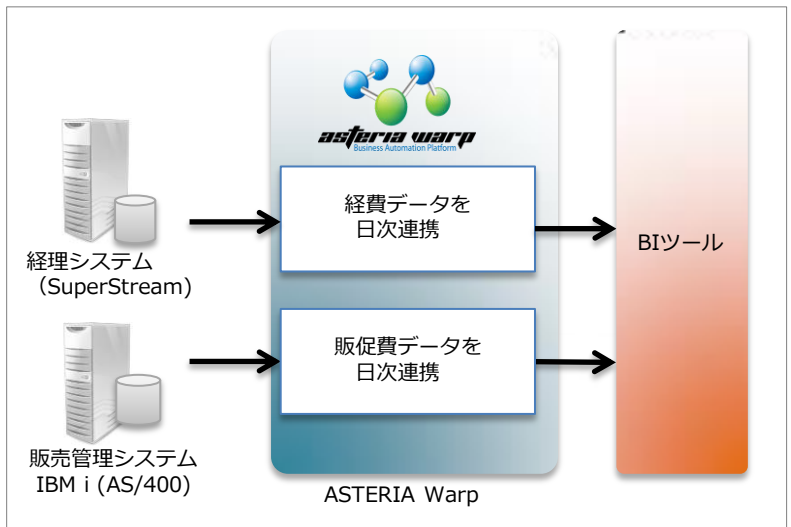 asteria warp
Business Automation Platform
経費データを
日次連携
BIツール
経理システム
（SuperStream)
販促費データを
日次連携
販売管理システム
IBM i (AS/400)
ASTERIA Warp